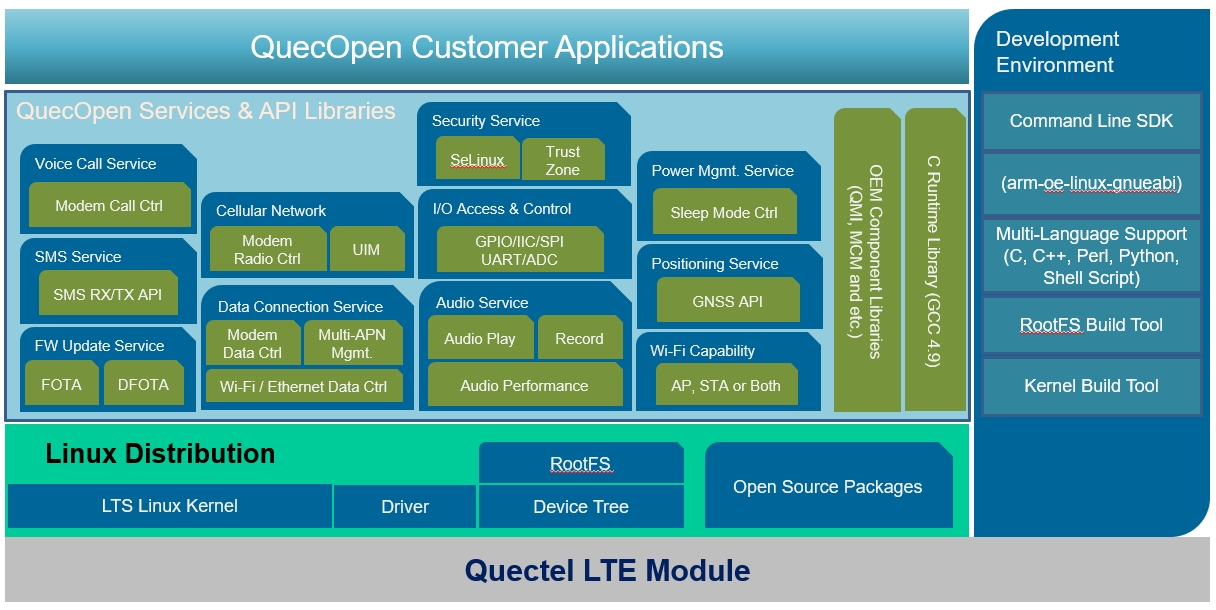 QuecOpen Customer Applications
QuecOpen Services & API Libraries
Voice Call Service
Modem Call Ctrl
SMS Service
SMS RX/TX API
FW Update Service
FOTA
DFOTA
Cellular Network
Modem
Radio Ctrl
UIM
Data Connection Service
Modem
Data Ctrl
Multi-APN
Mgmt.
Wi-Fi / Ethernet Data Ctrl
Security Service
SeLinux
Trust
Zone
I/O Access & Control
GPIO/IIC/SPI
UART/ADC
Audio Service
Audio Play
Record
Audio Performance
Power Mgmt. Service
Sleep Mode Ctrl
Positioning Service
GNSS API
Wi-Fi Capability
AP, STA or Both
OEM Component Libraries
(QMI, MCM and etc.)
C Runtime Library (GCC 4.9)
Development
Environment
Command Line SDK
(arm-oe-linux-gnueabi)
Multi-Language Support
(C, C++, Perl, Python,
Shell Script)
RootFS Build Tool
Kernel Build Tool
Linux Distribution
LTS Linux Kernel
Driver
RootFS
Device Tree
Open Source Packages
Quectel LTE Module